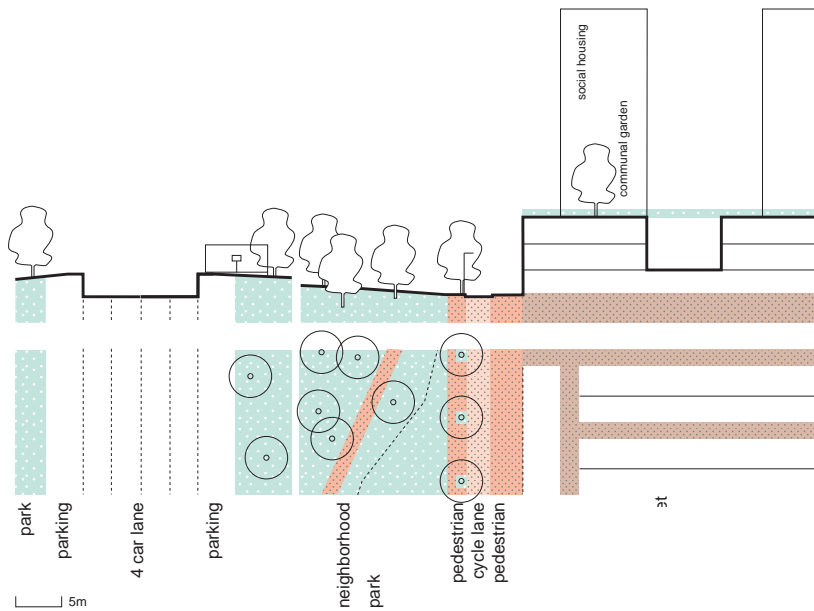 social housing
communal garden
park
parking
4 car lane
parking
neighborhood
park
pedestrian
cycle lane
pedestrian
5m